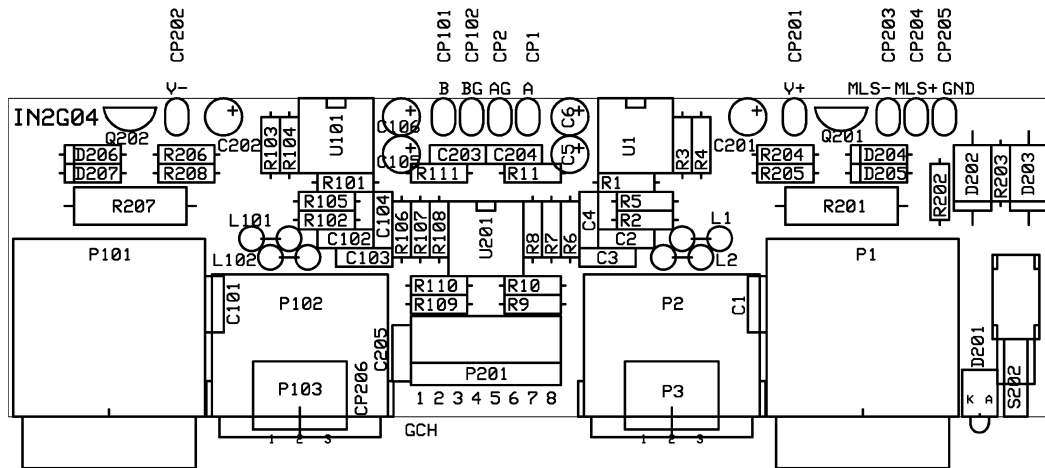 CP202 CP101 CP102 CP2 CP1 CP201 CP203 CP204 CP205
V- B BG AG A V+ MLS- MLS+ GND
IN2G04 Q202 C202 R103 R104 U101 C106 C6 U1 R3 R4 C201 Q201
D206 R206 C105 C203 C204 C5 R204 D204 D202 R203 D203
D207 R208 R111 R11 R205 D205 R202
R101 R1
R207 R105 C104 R106 R107 R108 U201 R8 R7 R6 C4 R5 R201
L101 R102 R2 L1
P101 C102 C2 P1
L102 C103 C3 L2
C101 P102 R110 R10 P2 C1
R109 R9
C205 D201
P103 CP206 P201 P3 K A S202
1 2 3 4 5 6 7 8
GCH
1 2 3 1 2 3